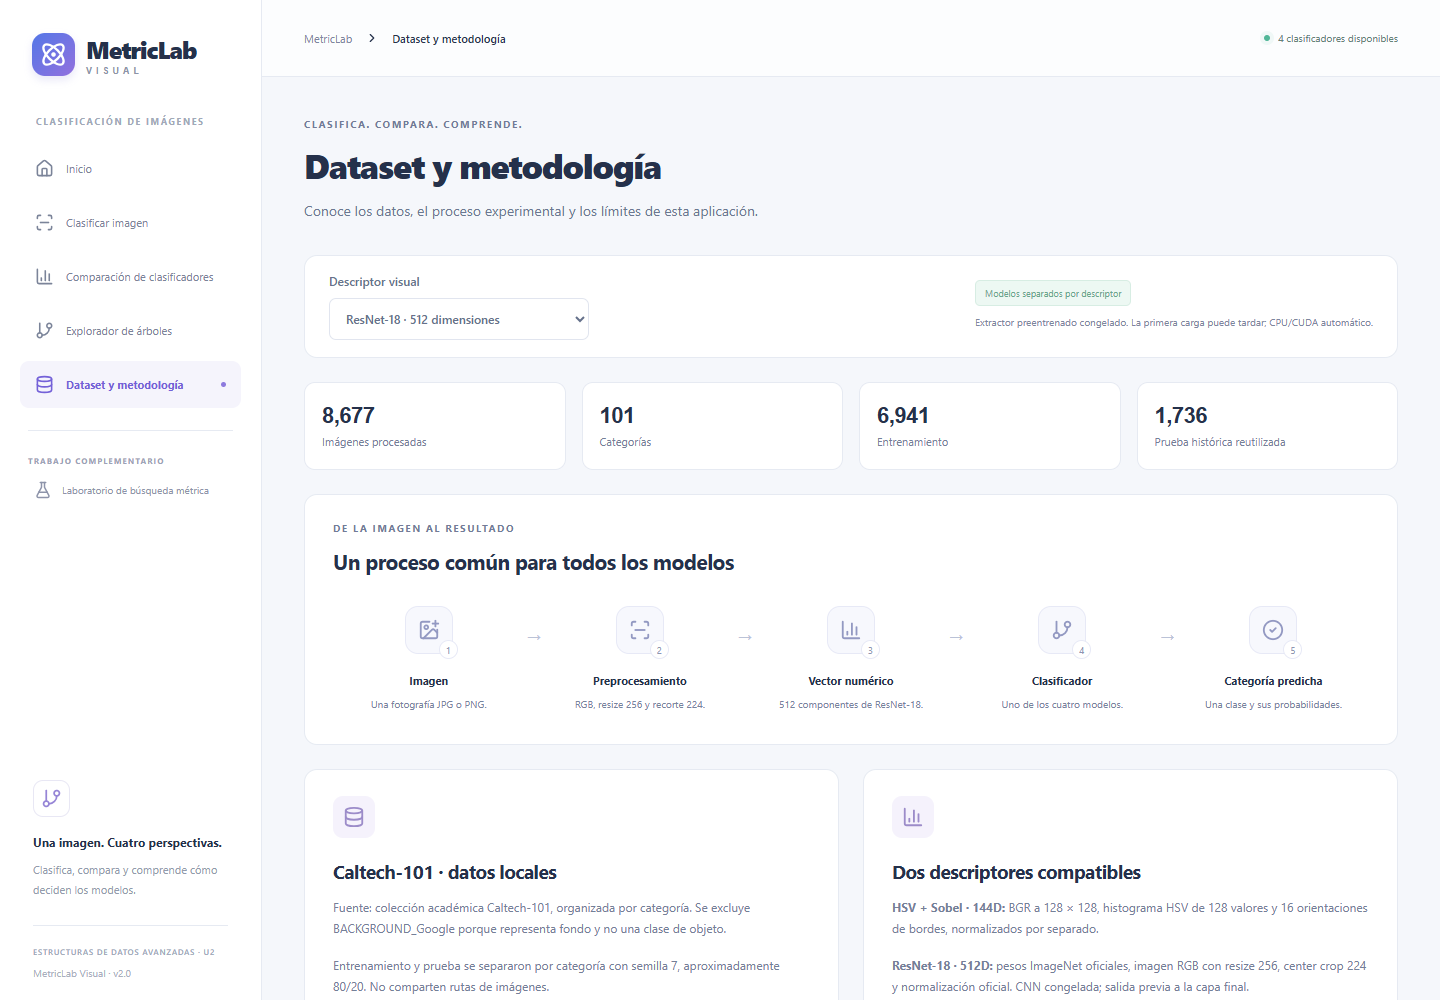 MetricLab
VISUAL
CLASIFICACIÓN DE IMÁGENES
Inicio
Clasificar imagen
Comparación de clasificadores
Explorador de árboles
Dataset y metodología
TRABAJO COMPLEMENTARIO
Laboratorio de búsqueda métrica
Una imagen. Cuatro perspectivas.
Clasifica, compara y comprende cómo
deciden los modelos.
ESTRUCTURAS DE DATOS AVANZADAS · U2
MetricLab Visual · v2.0
MetricLab > Dataset y metodología
4 clasificadores disponibles
CLASIFICA. COMPARA. COMPRENDE.
Dataset y metodología
Conoce los datos, el proceso experimental y los límites de esta aplicación.
Descriptor visual
ResNet-18 · 512 dimensiones
Modelos separados por descriptor
Extractor preentrenado congelado. La primera carga puede tardar; CPU/CUDA automático.
8,677
Imágenes procesadas
101
Categorías
6,941
Entrenamiento
1,736
Prueba histórica reutilizada
DE LA IMAGEN AL RESULTADO
Un proceso común para todos los modelos
1
→
2
→
3
→
4
→
5
Imagen
Una fotografía JPG o PNG.
Preprocesamiento
RGB, resize 256 y recorte 224.
Vector numérico
512 componentes de ResNet-18.
Clasificador
Uno de los cuatro modelos.
Categoría predicha
Una clase y sus probabilidades.
Caltech-101 · datos locales
Fuente: colección académica Caltech-101, organizada por categoría. Se excluye
BACKGROUND_Google porque representa fondo y no una clase de objeto.
Entrenamiento y prueba se separaron por categoría con semilla 7, aproximadamente
80/20. No comparten rutas de imágenes.
Dos descriptores compatibles
HSV + Sobel · 144D: BGR a 128 × 128, histograma HSV de 128 valores y 16 orientaciones
de bordes, normalizados por separado.
ResNet-18 · 512D: pesos ImageNet oficiales, imagen RGB con resize 256, center crop 224
y normalización oficial. CNN congelada; salida previa a la capa final.